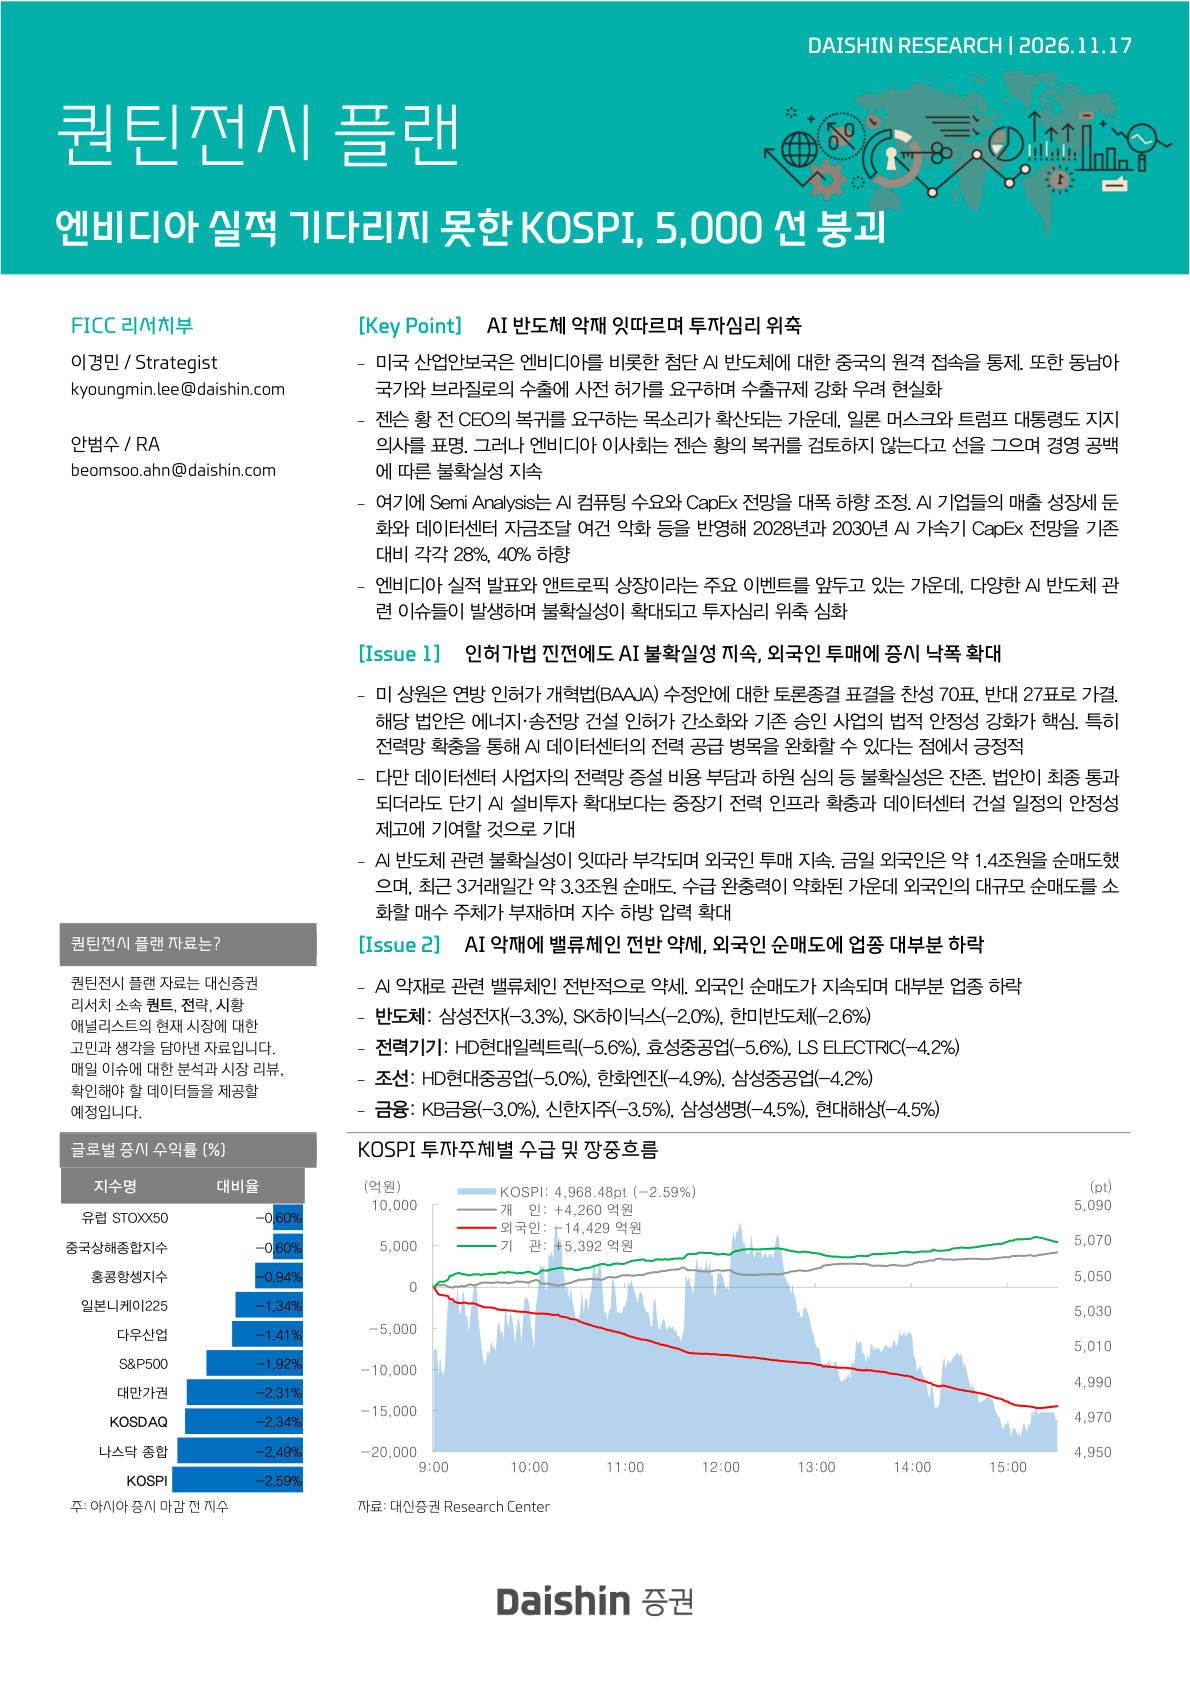 DAISHIN RESEARCH | 2026.11.17
퀀틴전시 플랜
엔비디아 실적 기다리지 못한 KOSPI, 5,000 선 붕괴
FICC 리서치부
이경민 / Strategist
kyoungmin.lee@daishin.com
안범수 / RA
beomsoo.ahn@daishin.com
[Key Point] AI 반도체 악재 잇따르며 투자심리 위축
– 미국 산업안보국은 엔비디아를 비롯한 첨단 AI 반도체에 대한 중국의 원격 접속을 통제. 또한 동남아
국가와 브라질로의 수출에 사전 허가를 요구하며 수출규제 강화 우려 현실화
– 젠슨 황 전 CEO의 복귀를 요구하는 목소리가 확산되는 가운데, 일론 머스크와 트럼프 대통령도 지지
의사를 표명. 그러나 엔비디아 이사회는 젠슨 황의 복귀를 검토하지 않는다고 선을 그으며 경영 공백
에 따른 불확실성 지속
– 여기에 Semi Analysis는 AI 컴퓨팅 수요와 CapEx 전망을 대폭 하향 조정. AI 기업들의 매출 성장세 둔
화와 데이터센터 자금조달 여건 악화 등을 반영해 2028년과 2030년 AI 가속기 CapEx 전망을 기존
대비 각각 28%, 40% 하향
– 엔비디아 실적 발표와 앤트로픽 상장이라는 주요 이벤트를 앞두고 있는 가운데, 다양한 AI 반도체 관
련 이슈들이 발생하며 불확실성이 확대되고 투자심리 위축 심화
[Issue 1] 인허가법 진전에도 AI 불확실성 지속, 외국인 투매에 증시 낙폭 확대
– 미 상원은 연방 인허가 개혁법(BAAJA) 수정안에 대한 토론종결 표결을 찬성 70표, 반대 27표로 가결.
해당 법안은 에너지·송전망 건설 인허가 간소화와 기존 승인 사업의 법적 안정성 강화가 핵심. 특히
전력망 확충을 통해 AI 데이터센터의 전력 공급 병목을 완화할 수 있다는 점에서 긍정적
– 다만 데이터센터 사업자의 전력망 증설 비용 부담과 하원 심의 등 불확실성은 잔존. 법안이 최종 통과
되더라도 단기 AI 설비투자 확대보다는 중장기 전력 인프라 확충과 데이터센터 건설 일정의 안정성
제고에 기여할 것으로 기대
– AI 반도체 관련 불확실성이 잇따라 부각되며 외국인 투매 지속. 금일 외국인은 약 1.4조원을 순매도했
으며, 최근 3거래일간 약 3.3조원 순매도. 수급 완충력이 약화된 가운데 외국인의 대규모 순매도를 소
화할 매수 주체가 부재하며 지수 하방 압력 확대
[Issue 2] AI 악재에 밸류체인 전반 약세, 외국인 순매도에 업종 대부분 하락
– AI 악재로 관련 밸류체인 전반적으로 약세. 외국인 순매도가 지속되며 대부분 업종 하락
– 반도체: 삼성전자(-3.3%), SK하이닉스(-2.0%), 한미반도체(-2.6%)
– 전력기기: HD현대일렉트릭(-5.6%), 효성중공업(-5.6%), LS ELECTRIC(-4.2%)
– 조선: HD현대중공업(-5.0%), 한화엔진(-4.9%), 삼성중공업(-4.2%)
– 금융: KB금융(-3.0%), 신한지주(-3.5%), 삼성생명(-4.5%), 현대해상(-4.5%)
퀀틴전시 플랜 자료는?
퀀틴전시 플랜 자료는 대신증권
리서치 소속 퀀트, 전략, 시황
애널리스트의 현재 시장에 대한
고민과 생각을 담아낸 자료입니다.
매일 이슈에 대한 분석과 시장 리뷰,
확인해야 할 데이터들을 제공할
예정입니다.
글로벌 증시 수익률 (%)
지수명 대비율
유럽 STOXX50 -0.60%
중국상해종합지수 -0.60%
홍콩항셍지수 -0.94%
일본니케이225 -1.34%
다우산업 -1.41%
S&P500 -1.92%
대만가권 -2.31%
KOSDAQ -2.34%
나스닥 종합 -2.49%
KOSPI -2.59%
주: 아시아 증시 마감 전 지수
KOSPI 투자주체별 수급 및 장중흐름
(억원) (pt)
KOSPI: 4,968.48pt (-2.59%)
개 인: +4,260 억원
외국인: -14,429 억원
기 관: +5,392 억원
10,000 5,090
5,000 5,070
0 5,050
-5,000 5,030
-10,000 5,010
-15,000 4,990
-20,000 4,970
4,950
9:00 10:00 11:00 12:00 13:00 14:00 15:00
자료: 대신증권 Research Center
Daishin 증권